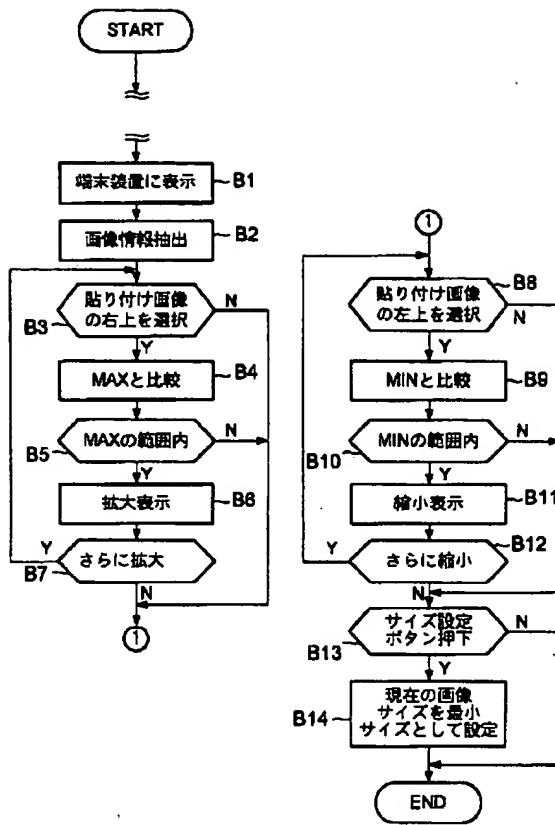 START
端末装置に表示
B1
画像情報抽出
B2
貼り付け画像
の右上を選択
N
B3
Y
MAXと比較
B4
MAXの範囲内
N
B5
Y
拡大表示
B6
Y
さらに拡大
B7
N
1
1
貼り付け画像
の左上を選択
B8
N
Y
MINと比較
B9
MINの範囲内
N
B10
Y
縮小表示
B11
Y
さらに縮小
B12
N
サイズ設定
ボタン押下
N
B13
Y
現在の画像
サイズを最小
サイズとして設定
B14
END